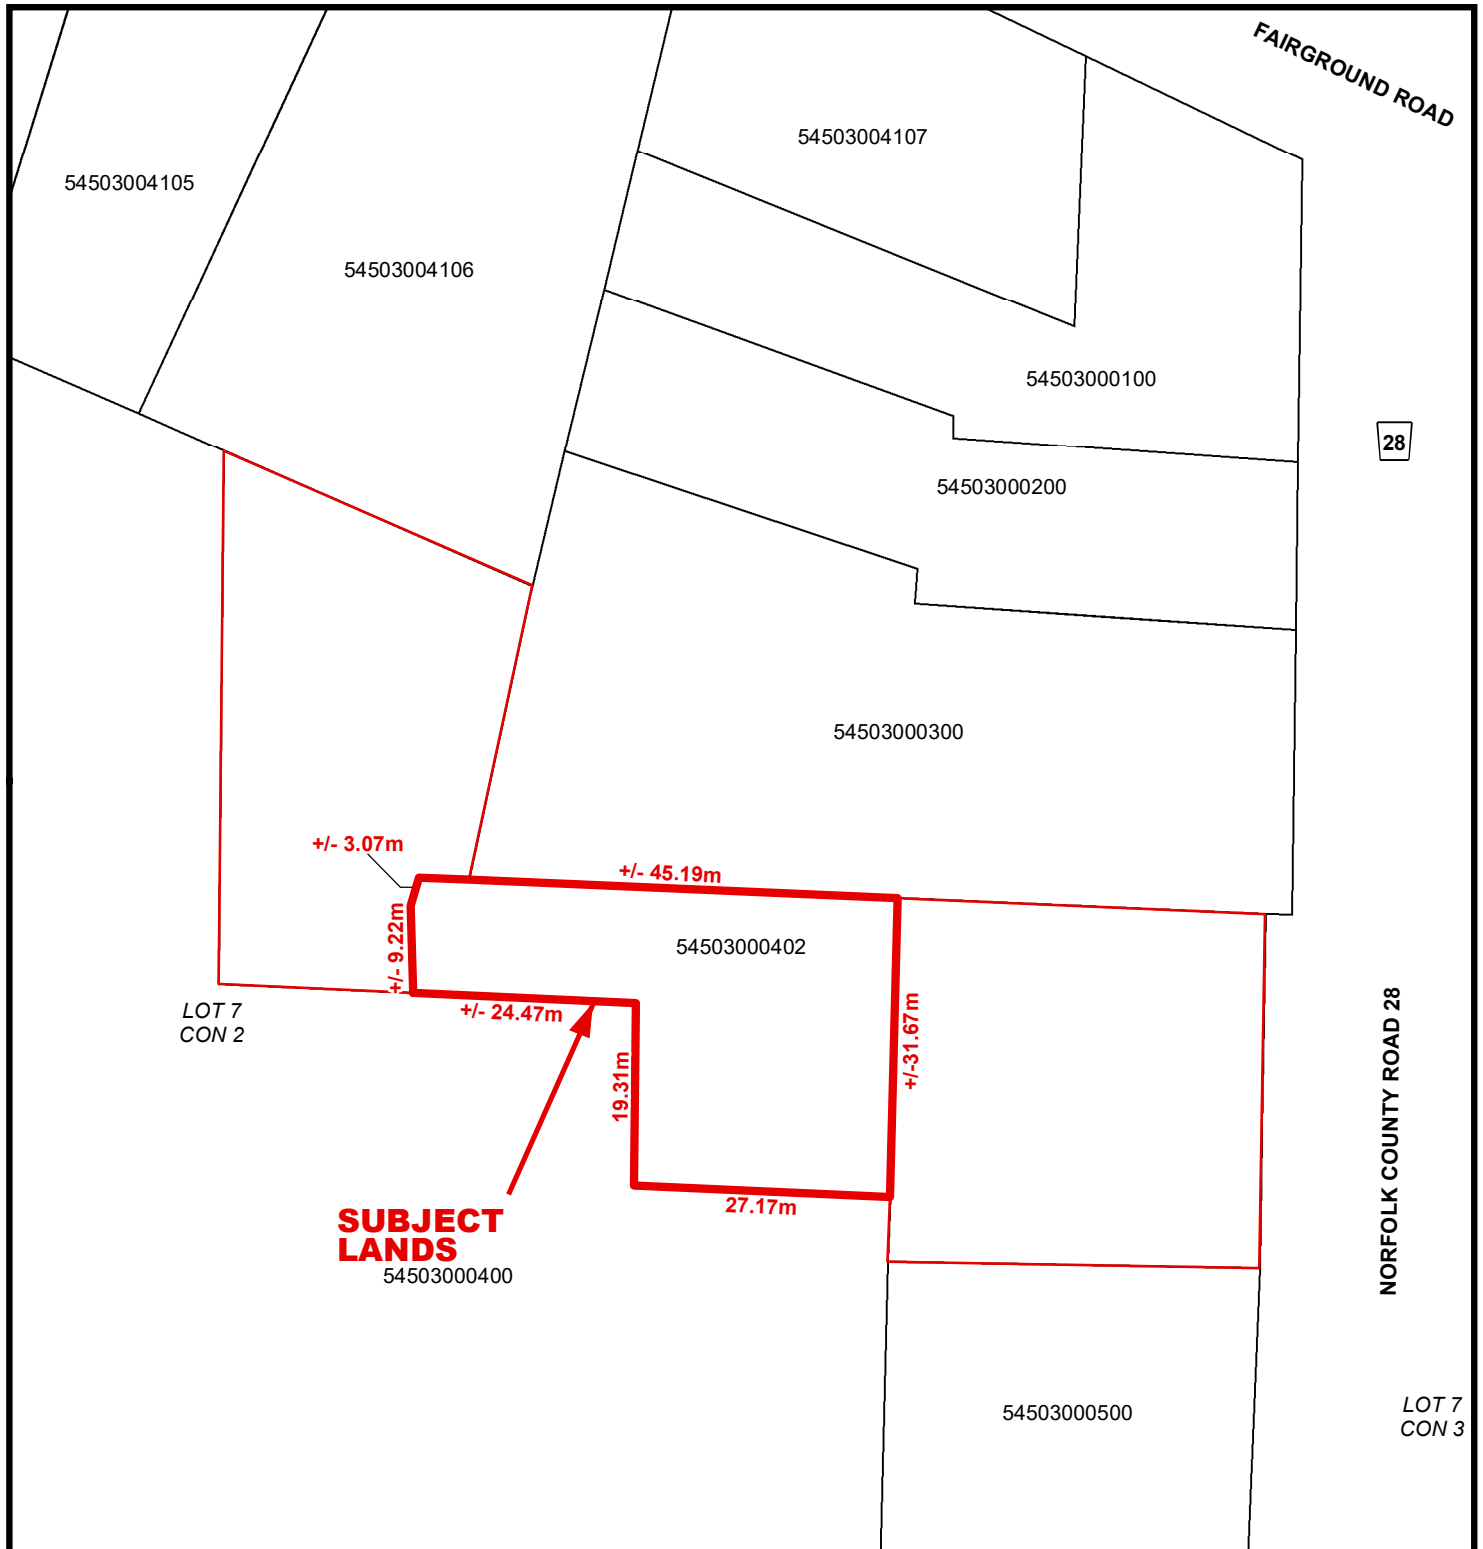 FAIRGROUND ROAD
54503004107
54503004105
54503004106
54503000100
28
54503000200
54503000300
+/- 3.07m
+/- 45.19m
+/- 9.22m
54503000402
LOT 7
CON 2
+/- 24.47m
+/-31.67m
19.31m
NORFOLK COUNTY ROAD 28
27.17m
SUBJECT
LANDS
54503000400
54503000500
LOT 7
CON 3